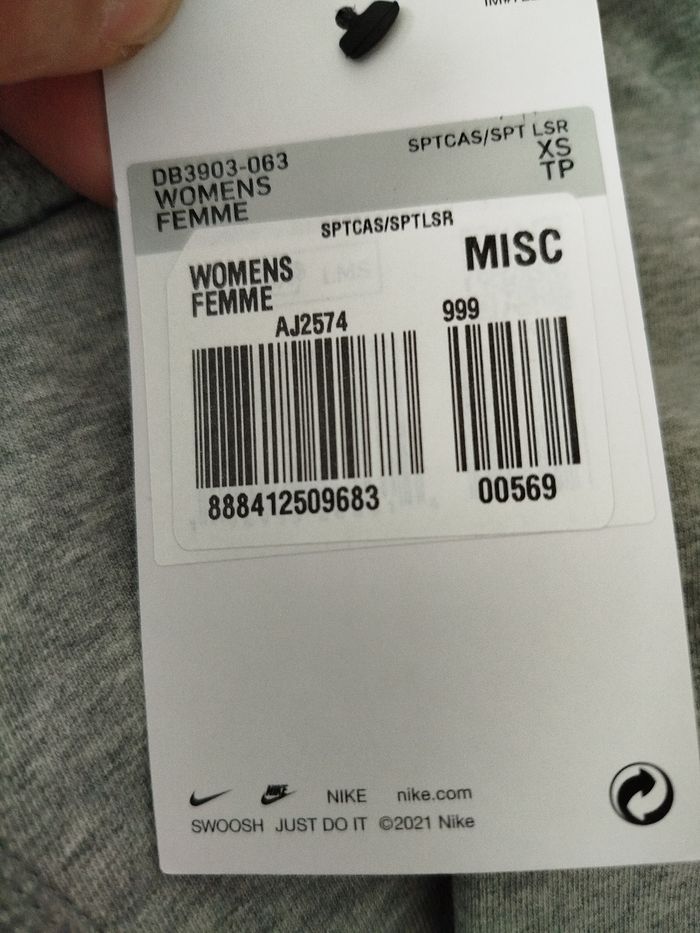 DB3903-063
WOMENS
FEMME
SPTCAS/SPT LSR
XS
TP
SPTCAS/SPTLSR
WOMENS
FEMME
MISC
AJ2574
999
888412509683
00569
NIKE
NIKE nike.com
SWOOSH JUST DO IT ©2021 Nike